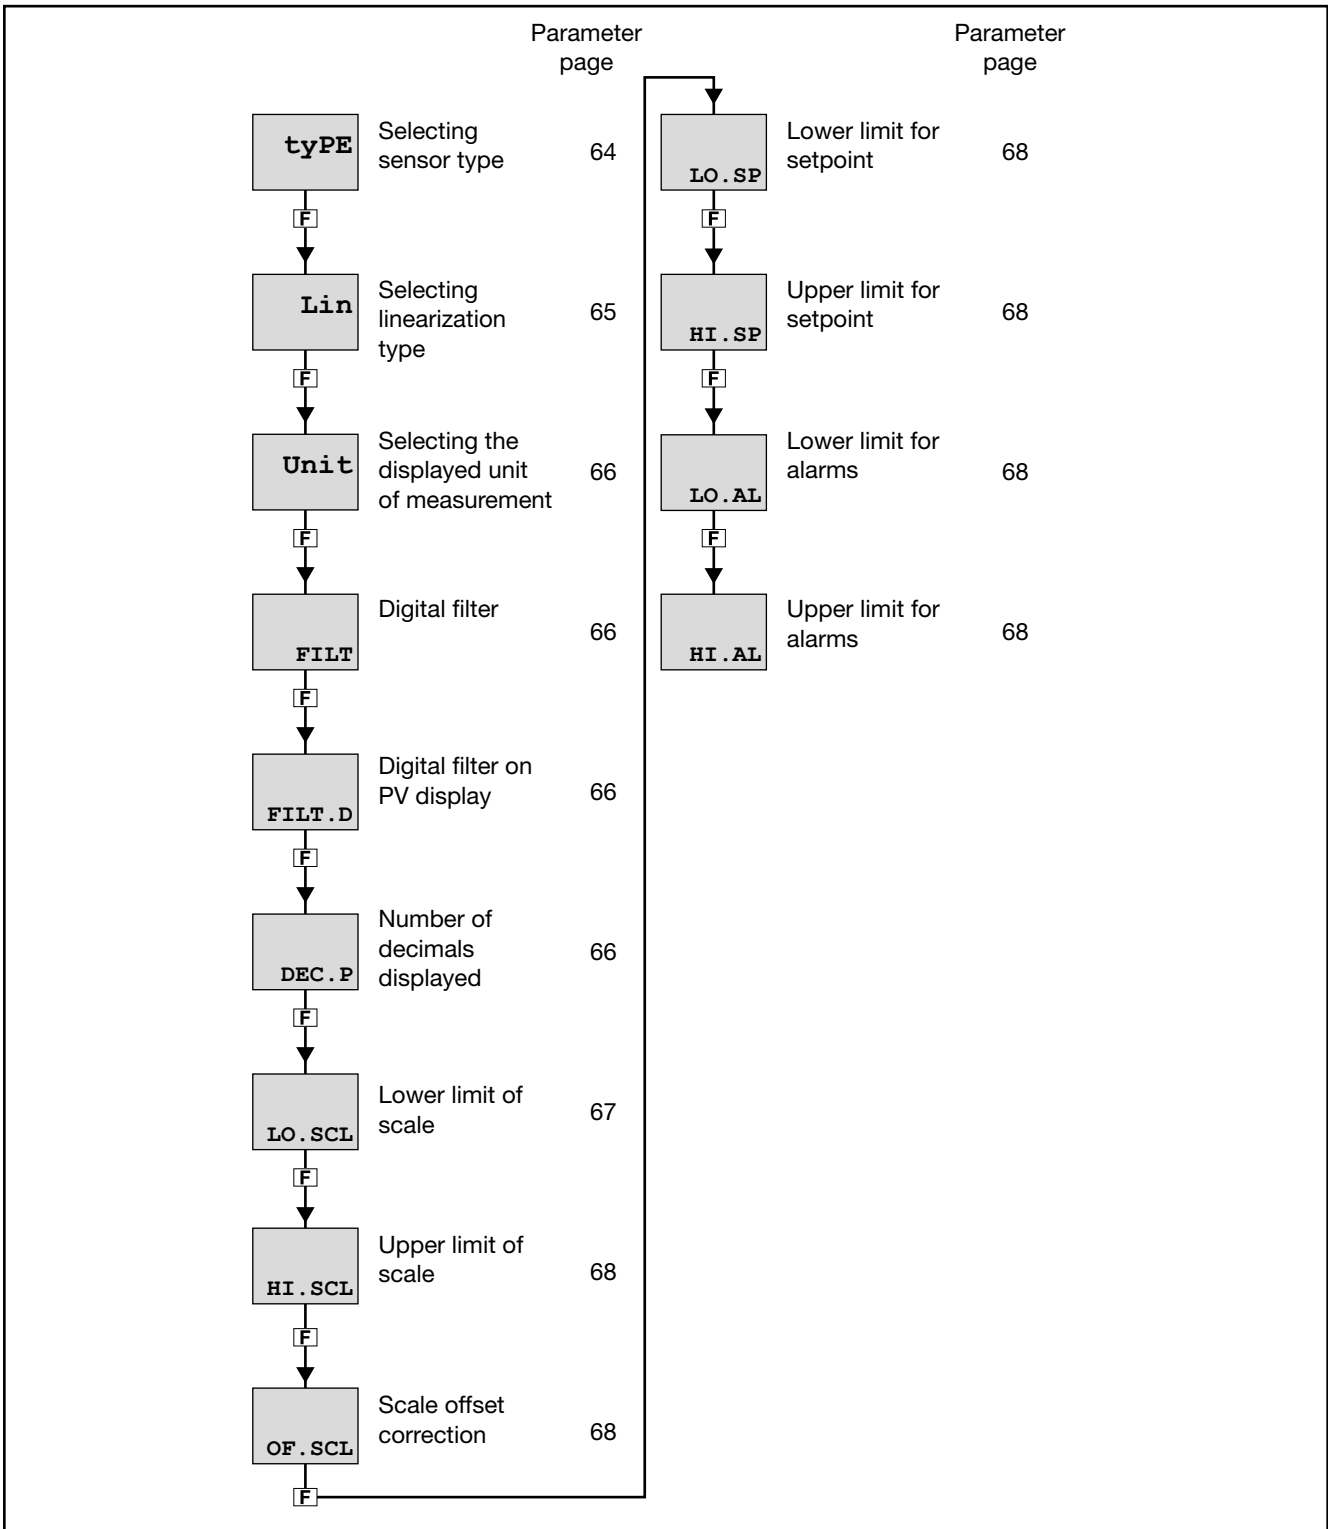 Parameter
page
tyPE
Selecting
sensor type
64
F
Lin
Selecting
linearization
type
65
F
Unit
Selecting the
displayed unit
of measurement
66
F
FILT
Digital filter
66
F
FILT.D
Digital filter on
PV display
66
F
DEC.P
Number of
decimals
displayed
66
F
LO.SCL
Lower limit of
scale
67
F
HI.SCL
Upper limit of
scale
68
F
OF.SCL
Scale offset
correction
68
F
Parameter
page
LO.SP
Lower limit for
setpoint
68
F
HI.SP
Upper limit for
setpoint
68
F
LO.AL
Lower limit for
alarms
68
F
HI.AL
Upper limit for
alarms
68